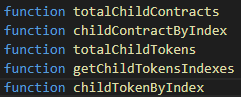 function totalChildContracts
function childContractByIndex
function totalChildTokens
function getChildTokensIndexes
function childTokenByIndex